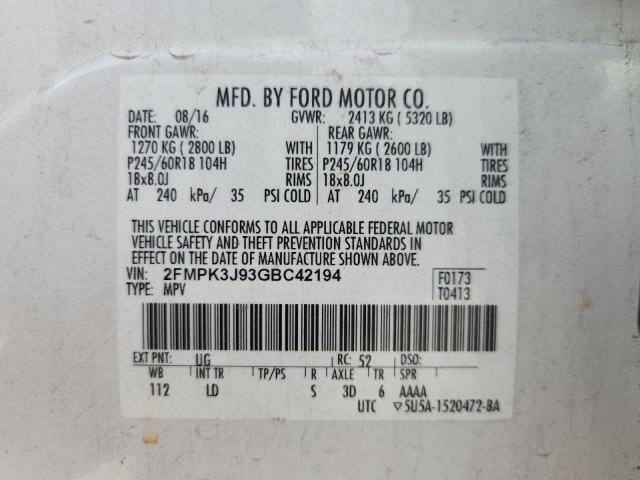 MFD. BY FORD MOTOR CO.
DATE: 08/16 GVWR: 2413 KG ( 5320 LB)
FRONT GAWR: REAR GAWR:
1270 KG ( 2800 LB) WITH 1179 KG ( 2600 LB) WITH
P245/60R18 104H TIRES P245/60R18 104H TIRES
18x8.0J RIMS 18x8.0J RIMS
AT 240 kPa/ 35 PSI COLD AT 240 kPa/ 35 PSI COLD
THIS VEHICLE CONFORMS TO ALL APPLICABLE FEDERAL MOTOR
VEHICLE SAFETY AND THEFT PREVENTION STANDARDS IN
EFFECT ON THE DATE OF MANUFACTURE SHOWN ABOVE.
VIN: 2FMPK3J93GBC42194 F0173
TYPE: MPV T0413
EXT PNT: UG RC: 52 DSO:
WB INT TR TP/PS R AXLE TR SPR
112 LD S 3D 6 AAAA
UTC ▽5U5A-1520472-BA